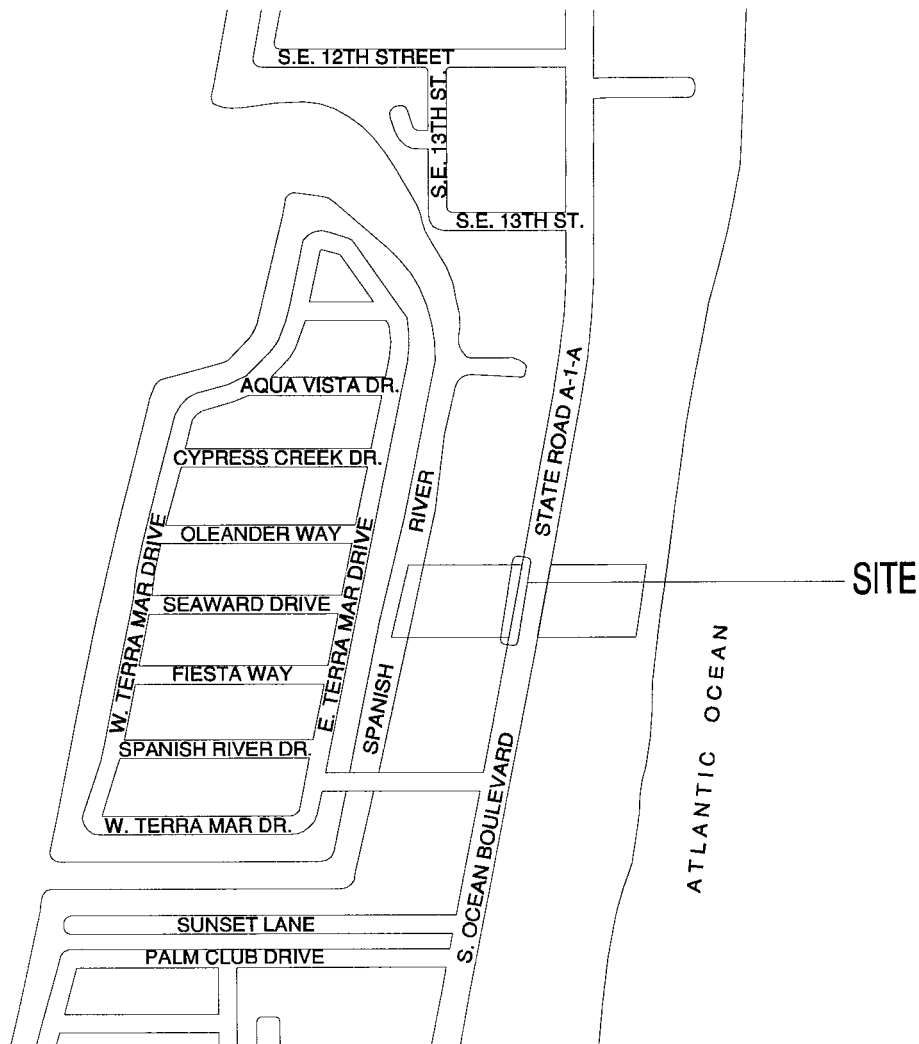 S.E. 12TH STREET
S.E. 13TH ST.
S.E. 13TH ST.
AQUA VISTA DR.
STATE ROAD A-1-A
CYPRESS CREEK DR.
RIVER
OLEANDER WAY
W. TERRA MAR DRIVE
E. TERRA MAR DRIVE
SITE
SEAWARD DRIVE
FIESTA WAY
SPANISH
ATLANTIC OCEAN
SPANISH RIVER DR.
W. TERRA MAR DR.
S. OCEAN BOULEVARD
SUNSET LANE
PALM CLUB DRIVE